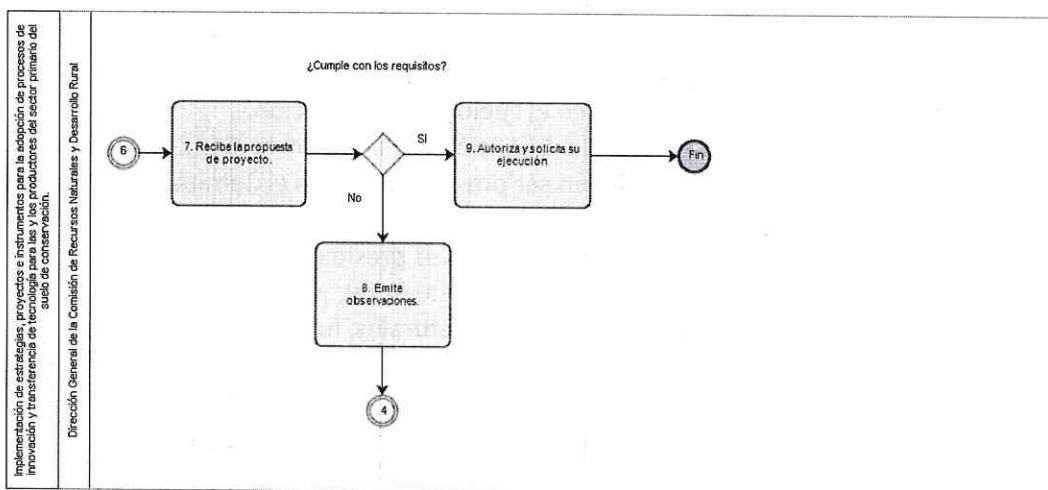 Implementación de estrategias, proyectos e instrumentos para la adopción de procesos de
innovación y transferencia de tecnología para las y los productores del sector primario del
suelo de conservación.
Dirección General de la Comisión de Recursos Naturales y Desarrollo Rural
¿Cumple con los requisitos?
6
7. Recibe la propuesta
de proyecto.
SI
9. Autoriza y solicita su
ejecución.
Fin
No
8. Emite
observaciones.
4